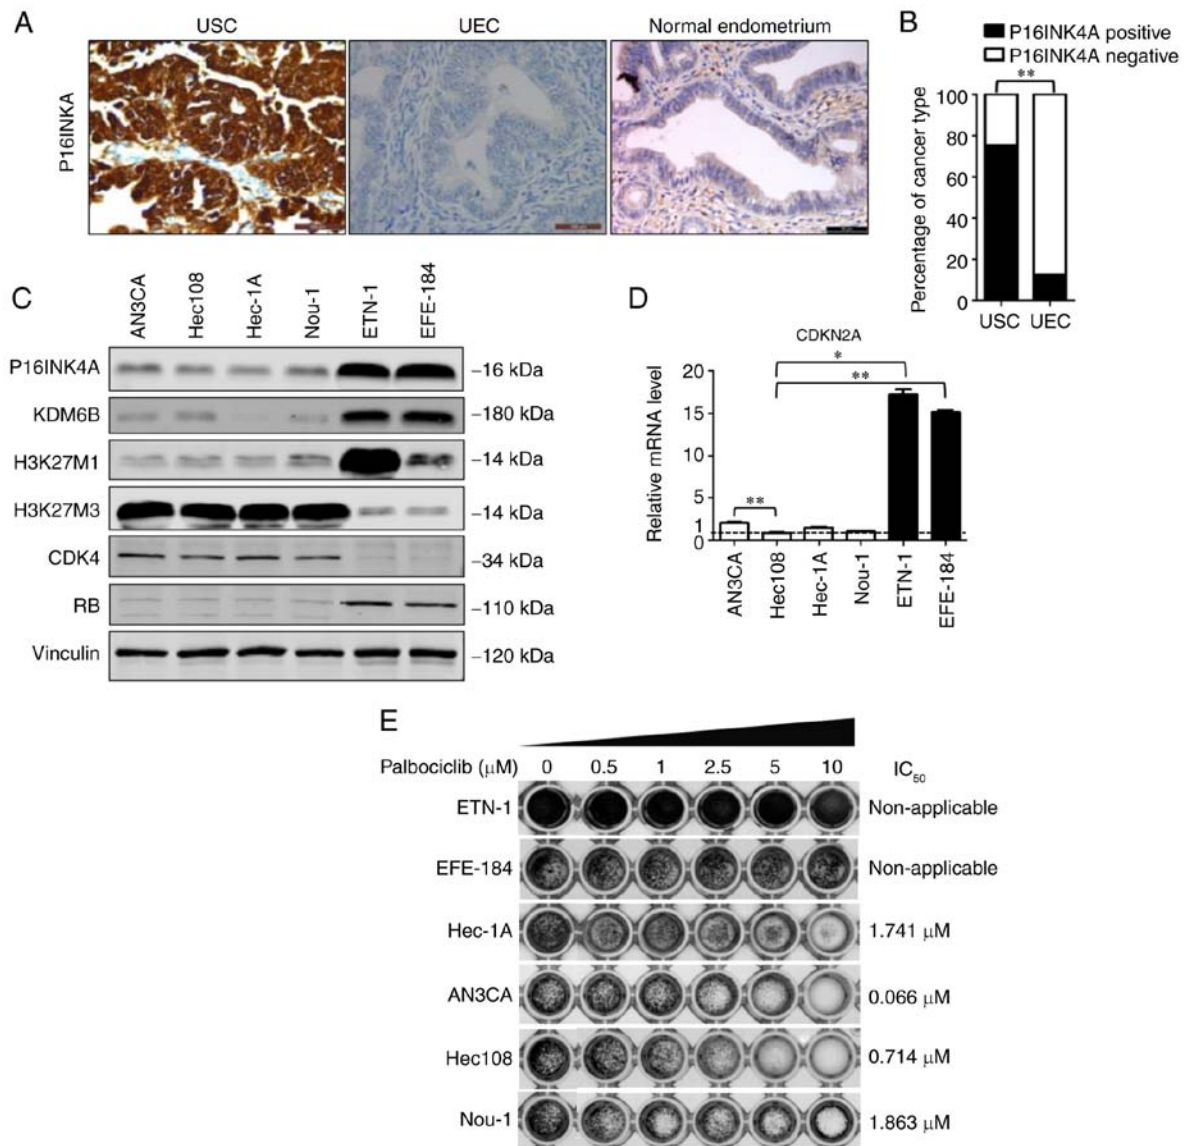 A
USC
UEC
Normal endometrium
P16INKA
B
P16INK4A positive
P16INK4A negative
**
Percentage of cancer type
100
80
60
40
20
0
USC
UEC
C
AN3CA
Hec108
Hec-1A
Nou-1
ETN-1
EFE-184
P16INK4A
–16 kDa
KDM6B
–180 kDa
H3K27M1
–14 kDa
H3K27M3
–14 kDa
CDK4
–34 kDa
RB
–110 kDa
Vinculin
–120 kDa
D
CDKN2A
*
**
**
Relative mRNA level
20
15
10
5
1
0
AN3CA
Hec108
Hec-1A
Nou-1
ETN-1
EFE-184
E
Palbociclib (μM) 0 0.5 1 2.5 5 10 IC50
ETN-1 Non-applicable
EFE-184 Non-applicable
Hec-1A 1.741 μM
AN3CA 0.066 μM
Hec108 0.714 μM
Nou-1 1.863 μM